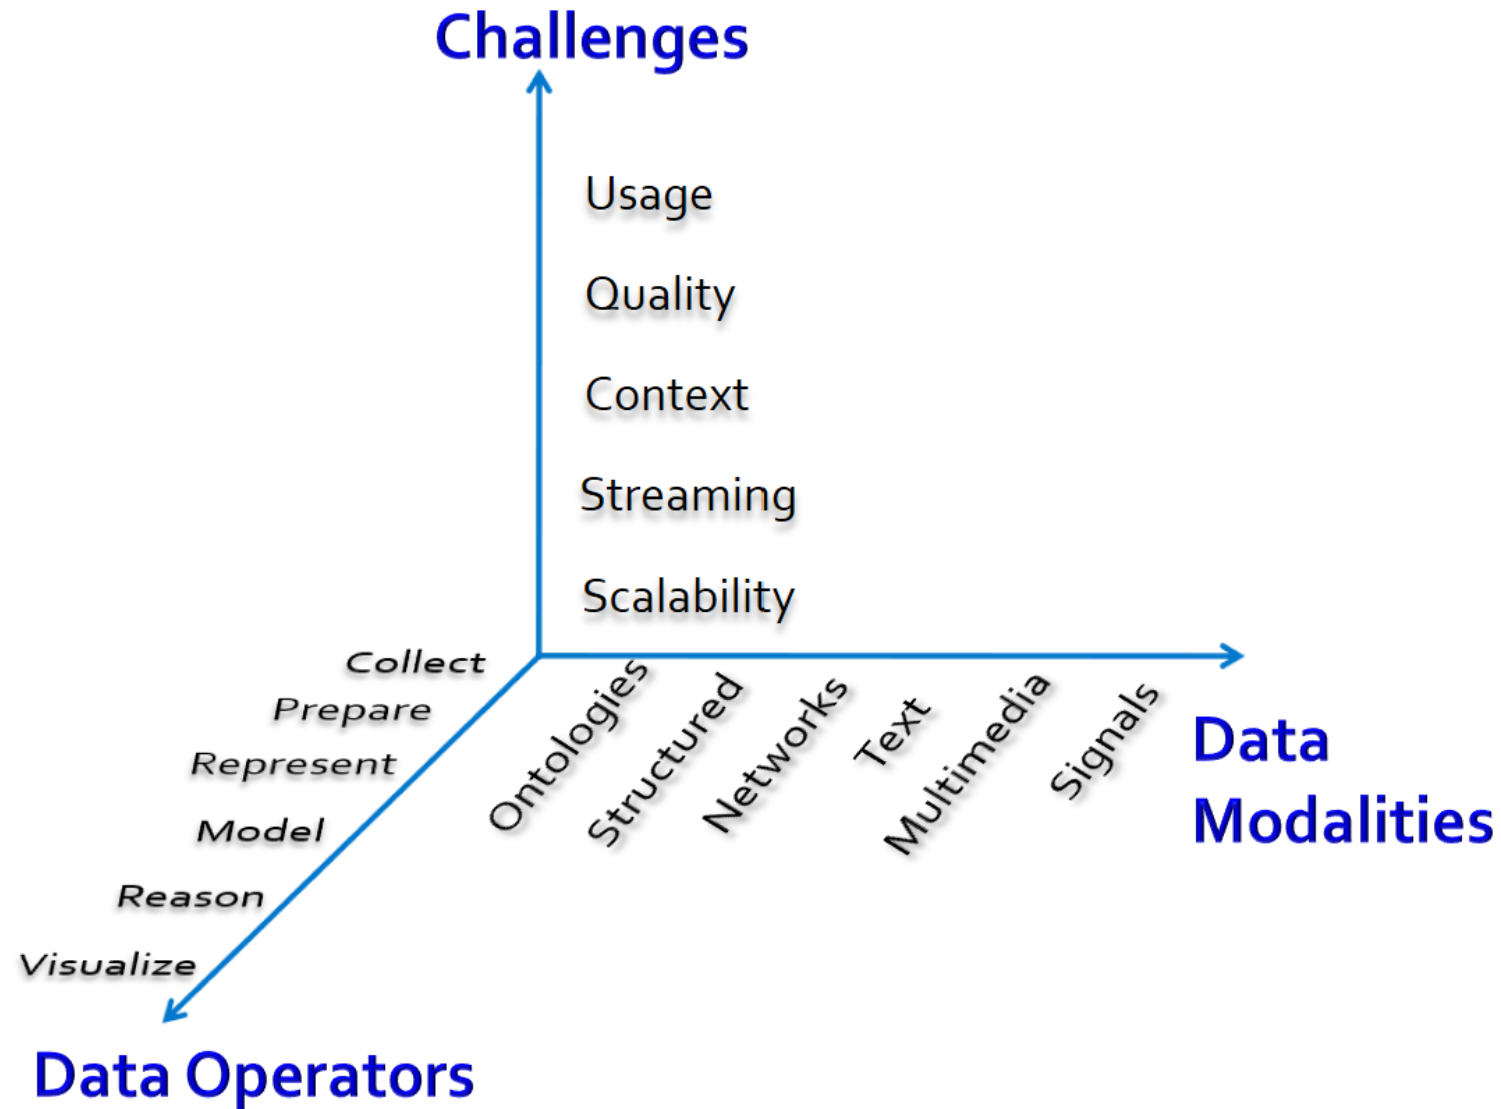 Challenges
Usage
Quality
Context
Streaming
Scalability
Collect
Prepare
Represent
Model
Reason
Visualize
Data Operators
Ontologies
Structured
Networks
Text
Multimedia
Signals
Data
Modalities